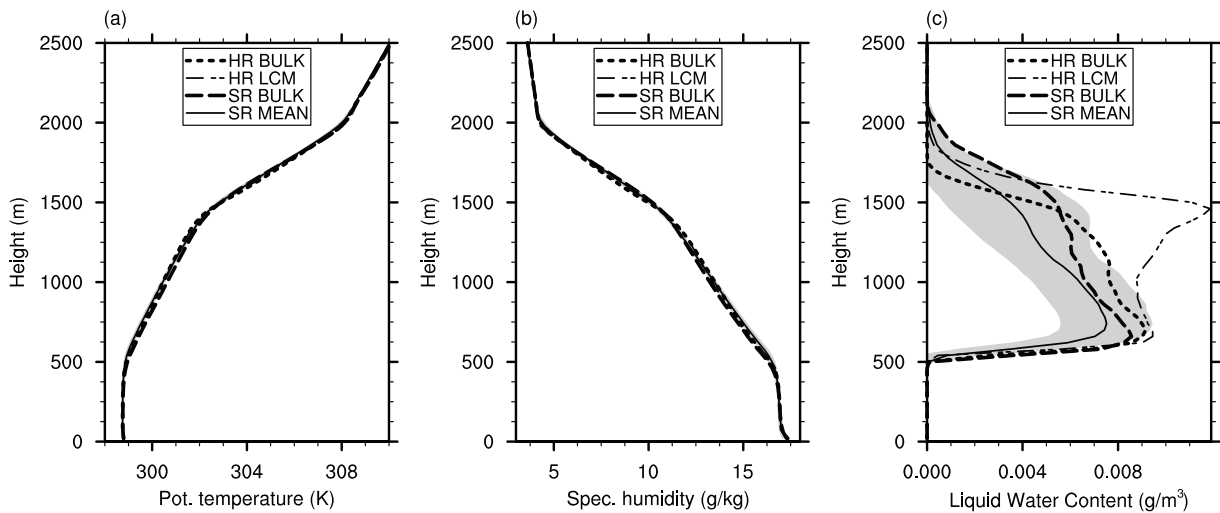 (a)
2500
2000
1500
1000
500
0
Height (m)
HR BULK
HR LCM
SR BULK
SR MEAN
300 304 308
Pot. temperature (K)
(b)
2500
2000
1500
1000
500
0
Height (m)
HR BULK
HR LCM
SR BULK
SR MEAN
5 10 15
Spec. humidity (g/kg)
(c)
2500
2000
1500
1000
500
0
Height (m)
HR BULK
HR LCM
SR BULK
SR MEAN
0.000 0.004 0.008
Liquid Water Content (g/m³)